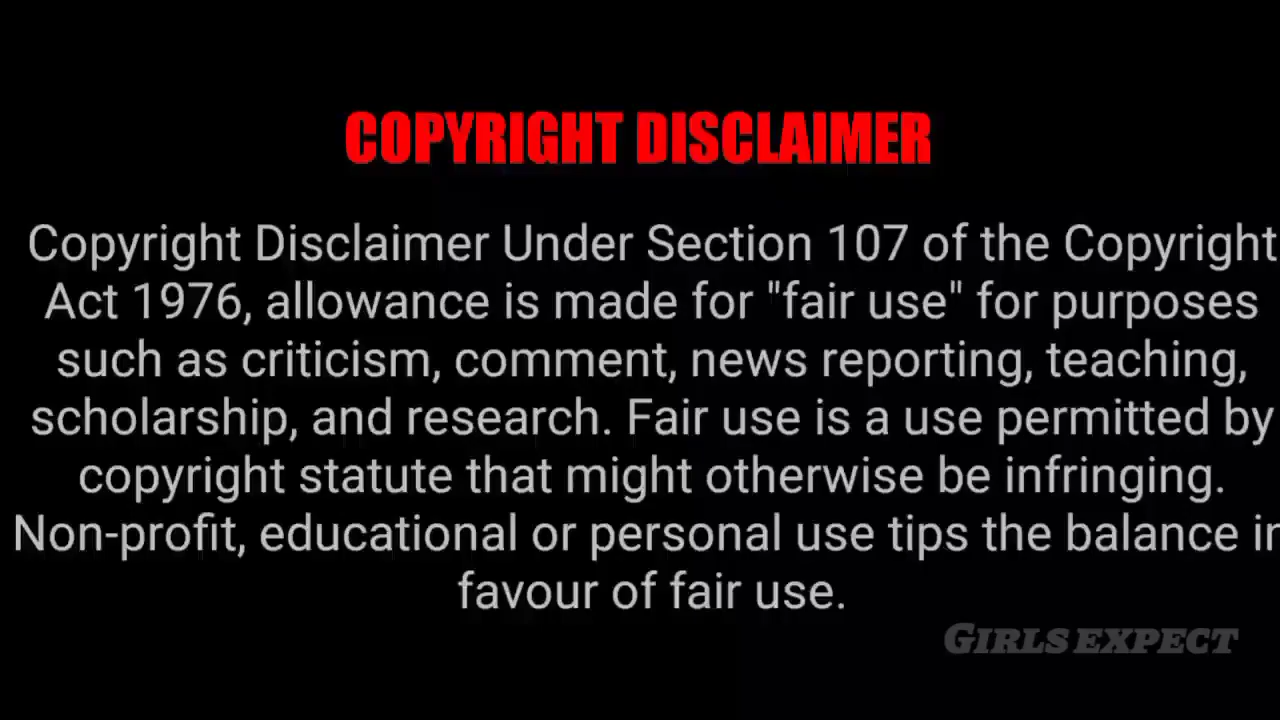 COPYRIGHT DISCLAIMER
Copyright Disclaimer Under Section 107 of the Copyright
Act 1976, allowance is made for "fair use" for purposes
such as criticism, comment, news reporting, teaching,
scholarship, and research. Fair use is a use permitted by
copyright statute that might otherwise be infringing.
Non-profit, educational or personal use tips the balance in
favour of fair use.
GIRLS EXPECT